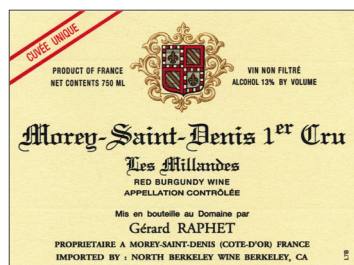 CUVÉE UNIQUE
PRODUCT OF FRANCE
NET CONTENTS 750 ML
VIN NON FILTRÉ
ALCOHOL 13% BY VOLUME
Morey-Saint-Denis 1er Cru
Les Millandes
RED BURGUNDY WINE
APPELLATION CONTRÔLÉE
Mis en bouteille au Domaine par
Gérard RAPHET
PROPRIETAIRE A MOREY-SAINT-DENIS (COTE-D'OR) FRANCE
IMPORTED BY : NORTH BERKELEY WINE BERKELEY, CA
L7B